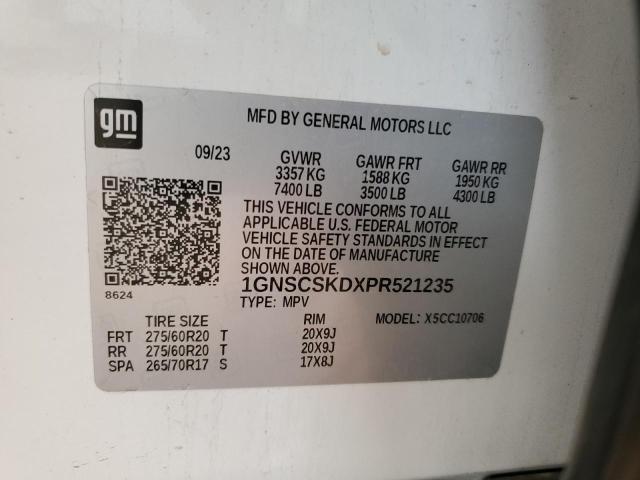 gm
MFD BY GENERAL MOTORS LLC
09/23 GVWR GAWR FRT GAWR RR
3357 KG 1588 KG 1950 KG
7400 LB 3500 LB 4300 LB
THIS VEHICLE CONFORMS TO ALL
APPLICABLE U.S. FEDERAL MOTOR
VEHICLE SAFETY STANDARDS IN EFFECT
ON THE DATE OF MANUFACTURE
SHOWN ABOVE.
8624
1GNSCSKDXPR521235
TYPE: MPV MODEL: X5CC10706
TIRE SIZE RIM
FRT 275/60R20 T 20X9J
RR 275/60R20 T 20X9J
SPA 265/70R17 S 17X8J